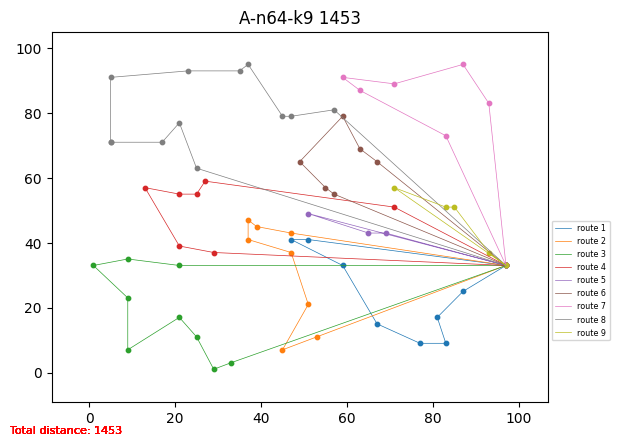 A-n64-k9 1453
100
80
60
40
20
0
0 20 40 60 80 100
route 1
route 2
route 3
route 4
route 5
route 6
route 7
route 8
route 9
Total distance: 1453